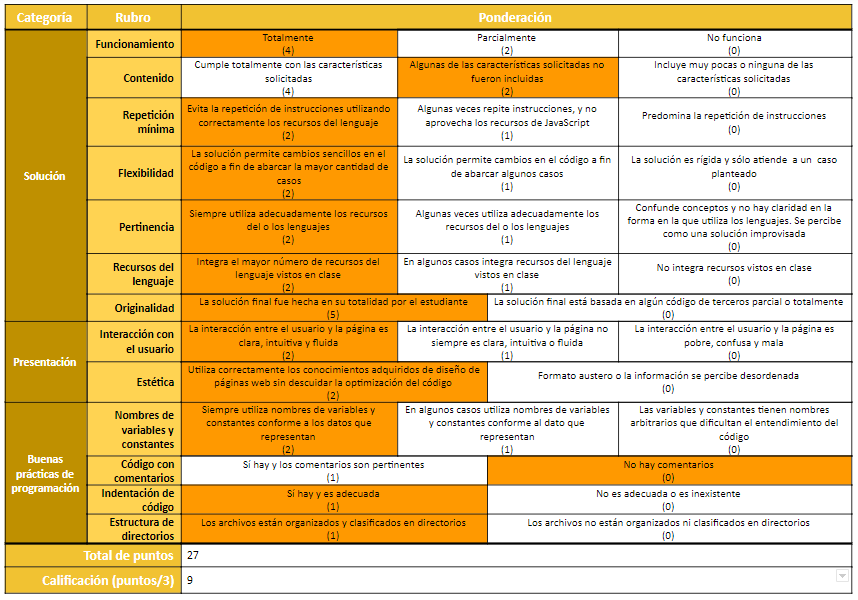 Categoría Rubro Ponderación
Solución
Funcionamiento
Totalmente
(4)
Parcialmente
(2)
No funciona
(0)
Contenido
Cumple totalmente con las características
solicitadas
(4)
Algunas de las características solicitadas no
fueron incluidas
(2)
Incluye muy pocas o ninguna de las
características solicitadas
(0)
Repetición
mínima
Evita la repetición de instrucciones utilizando
correctamente los recursos del lenguaje
(2)
Algunas veces repite instrucciones, y no
aprovecha los recursos de JavaScript
(1)
Predomina la repetición de instrucciones
(0)
Flexibilidad
La solución permite cambios sencillos en el
código a fin de abarcar la mayor cantidad de
casos
(2)
La solución permite cambios en el código a fin
de abarcar algunos casos
(1)
La solución es rígida y sólo atiende a un caso
planteado
(0)
Pertinencia
Siempre utiliza adecuadamente los recursos
del o los lenguajes
(2)
Algunas veces utiliza adecuadamente los
recursos del o los lenguajes
(1)
Confunde conceptos y no hay claridad en la
forma en la que utiliza los lenguajes. Se percibe
como una solución improvisada
(0)
Recursos del
lenguaje
Integra el mayor número de recursos del
lenguaje vistos en clase
(2)
En algunos casos integra recursos del lenguaje
vistos en clase
(1)
No integra recursos vistos en clase
(0)
Originalidad
La solución final fue hecha en su totalidad por el estudiante
(5)
La solución final está basada en algún código de terceros parcial o totalmente
(0)
Presentación
Interacción con
el usuario
La interacción entre el usuario y la página es
clara, intuitiva y fluida
(2)
La interacción entre el usuario y la página no
siempre es clara, intuitiva o fluida
(1)
La interacción entre el usuario y la página es
pobre, confusa y mala
(0)
Estética
Utiliza correctamente los conocimientos adquiridos de diseño de
páginas web sin descuidar la optimización del código
(2)
Formato austero o la información se percibe desordenada
(0)
Buenas
prácticas de
programación
Nombres de
variables y
constantes
Siempre utiliza nombres de variables y
constantes conforme a los datos que
representan
(2)
En algunos casos utiliza nombres de variables
y constantes conforme al dato que
representan
(1)
Las variables y constantes tienen nombres
arbitrarios que dificultan el entendimiento del
código
(0)
Código con
comentarios
Sí hay y los comentarios son pertinentes
(1)
No hay comentarios
(0)
Indentación de
código
Sí hay y es adecuada
(1)
No es adecuada o es inexistente
(0)
Estructura de
directorios
Los archivos están organizados y clasificados en directorios
(1)
Los archivos no están organizados ni clasificados en directorios
(0)
Total de puntos 27
Calificación (puntos/3) 9